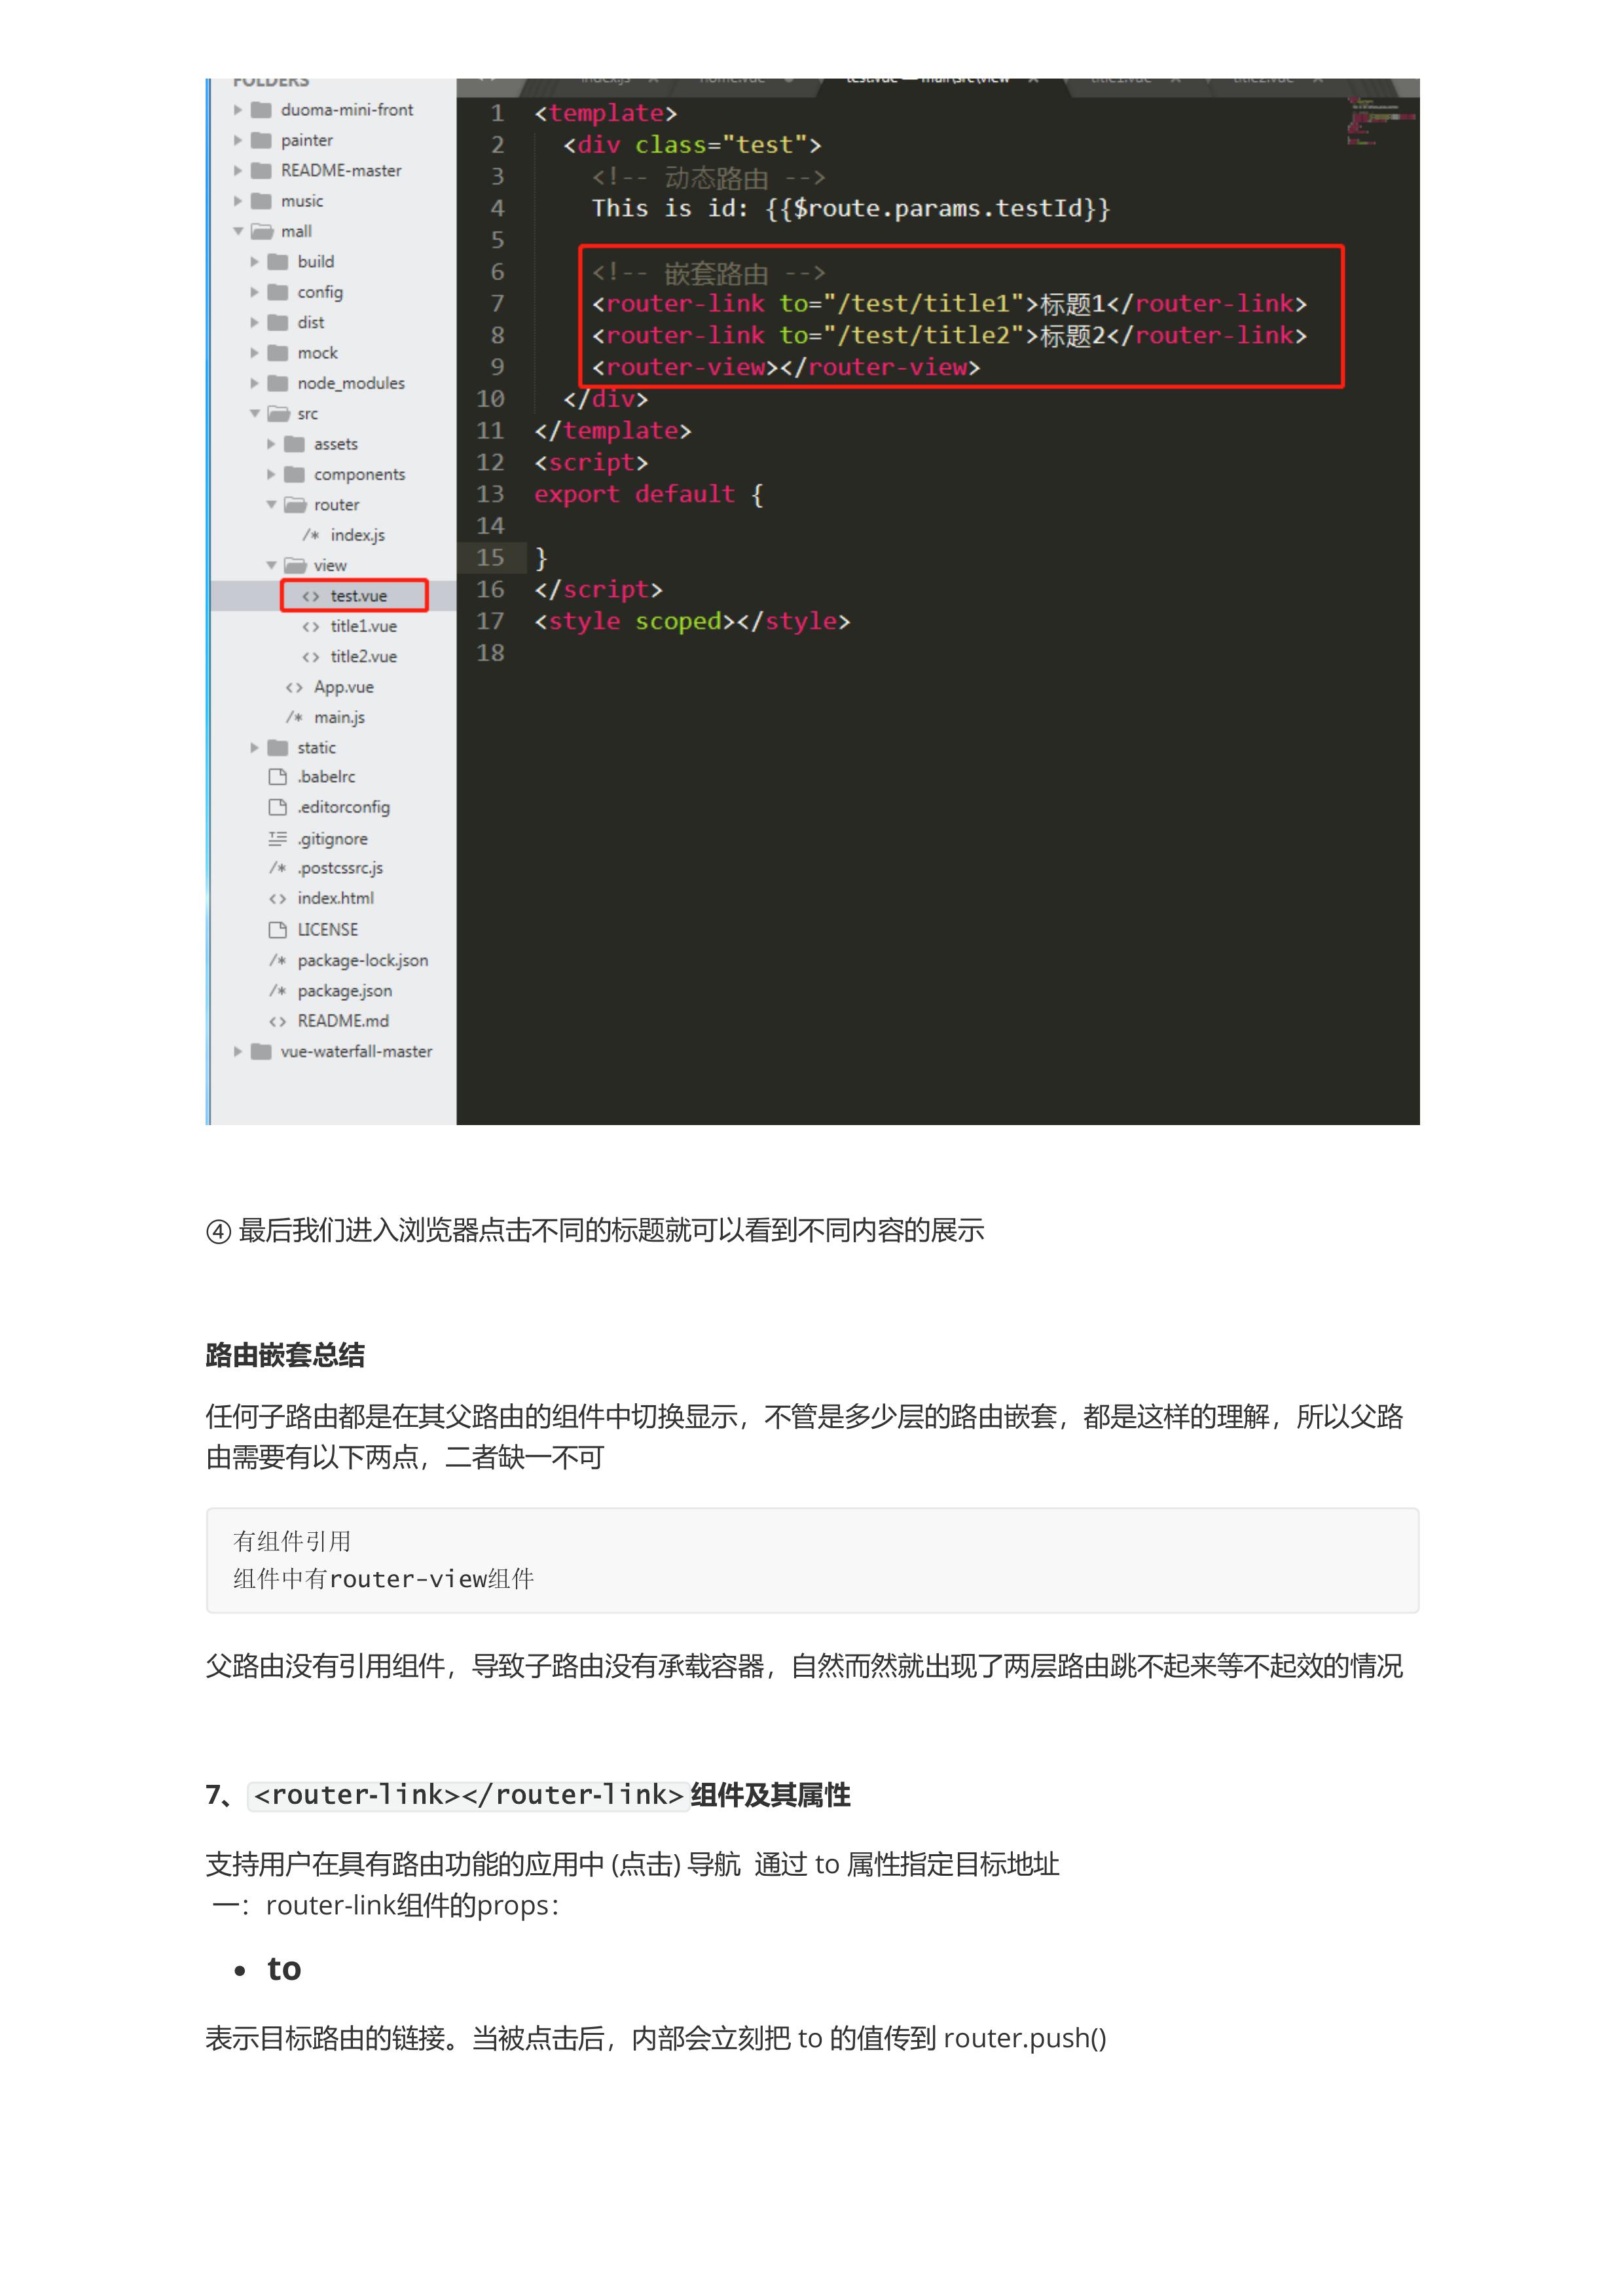 FOLDERS
duoma-mini-front
painter
README-master
music
mall
build
config
dist
mock
node_modules
src
assets
components
router
/* index.js
view
<> test.vue
<> title1.vue
<> title2.vue
<> App.vue
/* main.js
static
.babelrc
.editorconfig
.gitignore
/* .postcssrc.js
<> index.html
LICENSE
/* package-lock.json
/* package.json
<> README.md
vue-waterfall-master
index.js
home.vue
test.vue — mall\src\view
title1.vue
title2.vue
1 <template>
2 <div class="test">
3 <!-- 动态路由 -->
4 This is id: {{$route.params.testId}}
5
6 <!-- 嵌套路由 -->
7 <router-link to="/test/title1">标题1</router-link>
8 <router-link to="/test/title2">标题2</router-link>
9 <router-view></router-view>
10 </div>
11 </template>
12 <script>
13 export default {
14
15 }
16 </script>
17 <style scoped></style>
18
④ 最后我们进入浏览器点击不同的标题就可以看到不同内容的展示
路由嵌套总结
任何子路由都是在其父路由的组件中切换显示，不管是多少层的路由嵌套，都是这样的理解，所以父路
由需要有以下两点，二者缺一不可
有组件引用
组件中有router-view组件
父路由没有引用组件，导致子路由没有承载容器，自然而然就出现了两层路由跳不起来等不起效的情况
7、<router-link></router-link>组件及其属性
支持用户在具有路由功能的应用中 (点击) 导航 通过 to 属性指定目标地址
一：router-link组件的props：
• to
表示目标路由的链接。当被点击后，内部会立刻把 to 的值传到 router.push()